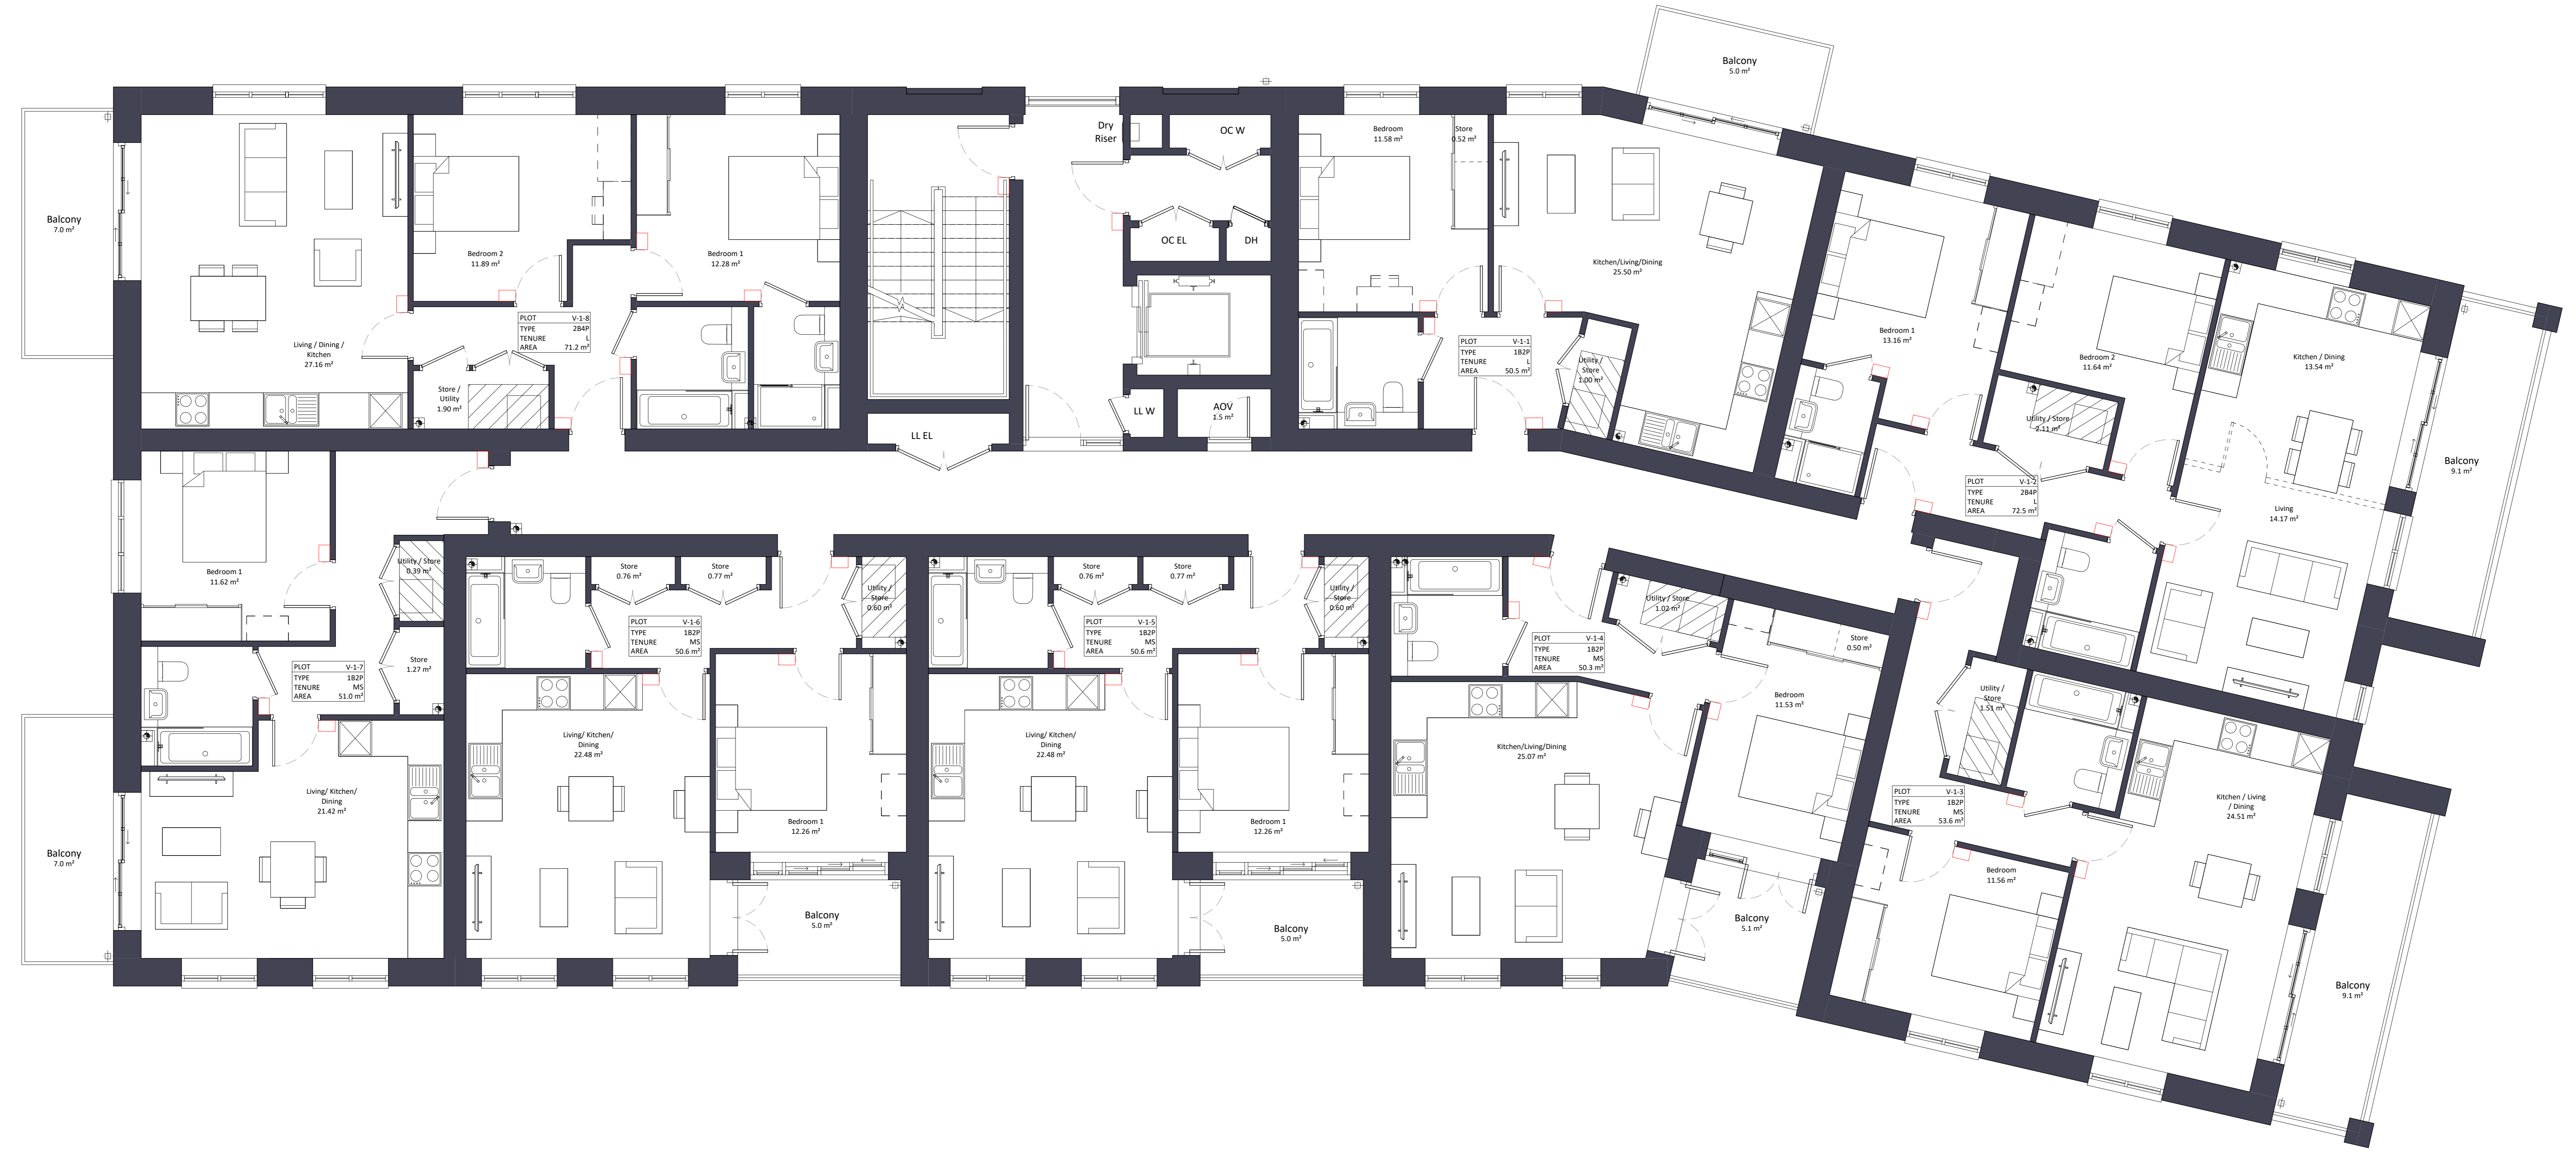 Balcony
5.0 m²
Balcony
7.0 m²
Living / Dining /
Kitchen
27.16 m²
Bedroom 2
11.89 m²
Bedroom 1
12.28 m²
PLOT V-1-8
TYPE 2B4P
TENURE L
AREA 71.2 m²
Store /
Utility
1.90 m²
Dry
Riser
OC W
OC EL
DH
LL W
AOV
1.5 m²
LL EL
Bedroom
11.58 m²
Store
0.52 m²
Kitchen/Living/Dining
25.50 m²
PLOT V-1-1
TYPE 1B2P
TENURE L
AREA 50.5 m²
Utility /
Store
1.00 m²
Bedroom 1
13.16 m²
Bedroom 2
11.64 m²
Utility / Store
2.11 m²
Kitchen / Dining
13.54 m²
Balcony
9.1 m²
PLOT V-1-2
TYPE 2B4P
TENURE L
AREA 72.5 m²
Living
14.17 m²
Bedroom 1
11.62 m²
Utility / Store
0.39 m²
Store
1.27 m²
PLOT V-1-7
TYPE 1B2P
TENURE MS
AREA 51.0 m²
Living/ Kitchen/
Dining
21.42 m²
Balcony
7.0 m²
Store
0.76 m²
Store
0.77 m²
Utility /
Store
0.60 m²
PLOT V-1-6
TYPE 1B2P
TENURE MS
AREA 50.6 m²
Living/ Kitchen/
Dining
22.48 m²
Bedroom 1
12.26 m²
Balcony
5.0 m²
Store
0.76 m²
Store
0.77 m²
Utility /
Store
0.60 m²
PLOT V-1-5
TYPE 1B2P
TENURE MS
AREA 50.6 m²
Living/ Kitchen/
Dining
22.48 m²
Bedroom 1
12.26 m²
Balcony
5.0 m²
Utility / Store
1.02 m²
PLOT V-1-4
TYPE 1B2P
TENURE MS
AREA 50.3 m²
Store
0.50 m²
Bedroom
11.53 m²
Kitchen/Living/Dining
25.07 m²
Balcony
5.1 m²
Utility /
Store
1.51 m²
PLOT V-1-3
TYPE 1B2P
TENURE MS
AREA 53.6 m²
Kitchen / Living
/ Dining
24.51 m²
Bedroom
11.56 m²
Balcony
9.1 m²